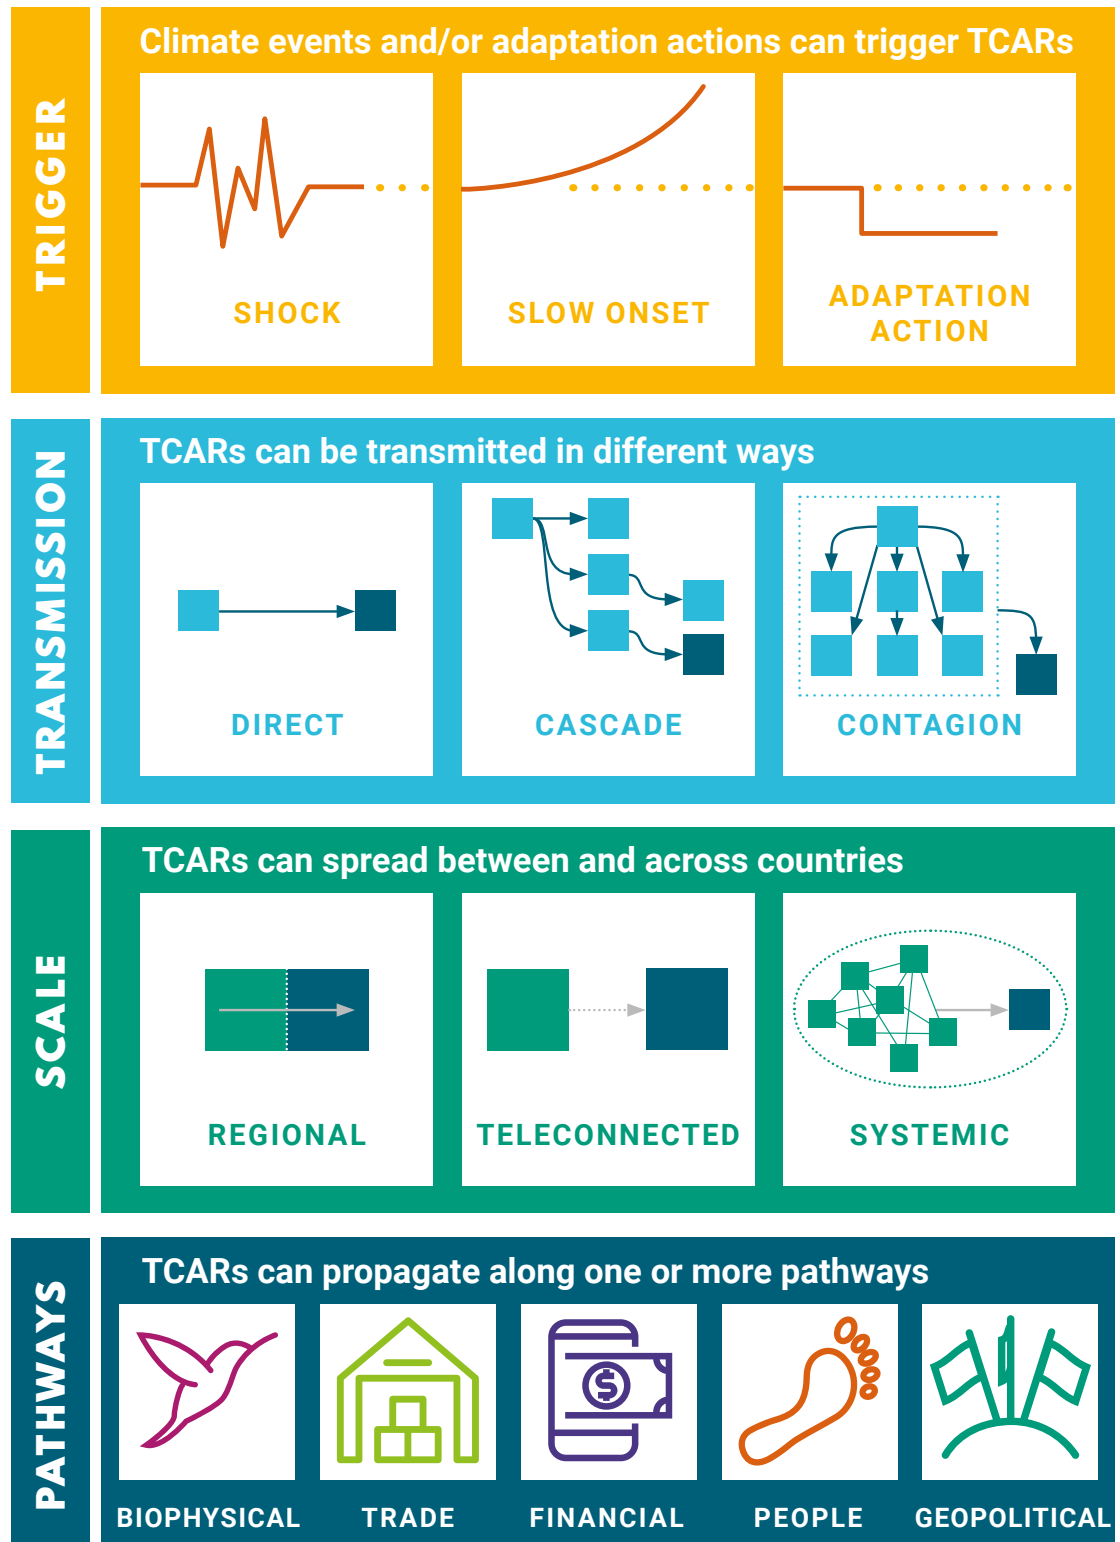 TRIGGER
Climate events and/or adaptation actions can trigger TCARs
SHOCK
SLOW ONSET
ADAPTATION
ACTION
TRANSMISSION
TCARs can be transmitted in different ways
DIRECT
CASCADE
CONTAGION
SCALE
TCARs can spread between and across countries
REGIONAL
TELECONNECTED
SYSTEMIC
PATHWAYS
TCARs can propagate along one or more pathways
$
BIOPHYSICAL
TRADE
FINANCIAL
PEOPLE
GEOPOLITICAL